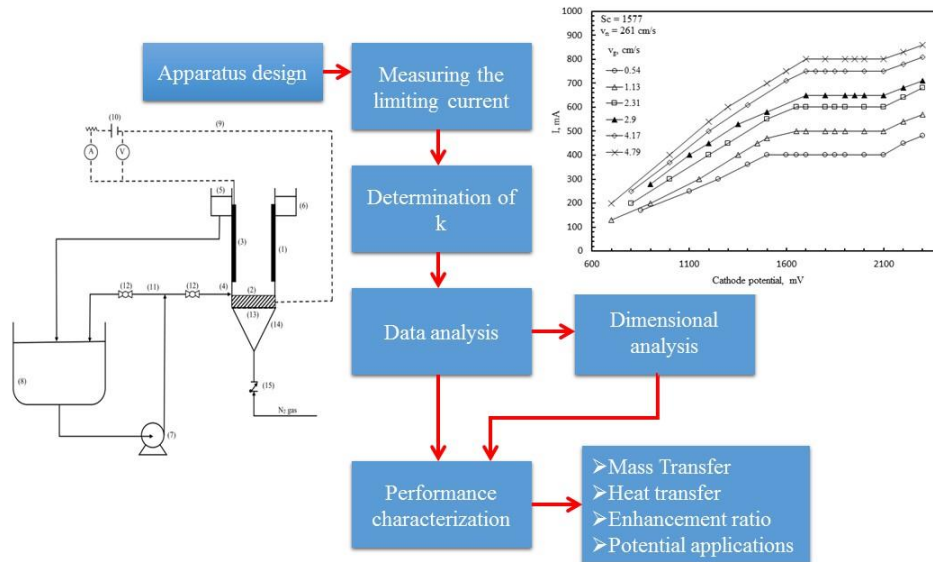 Apparatus design
Measuring the
limiting current
Determination of
k
Data analysis
Dimensional
analysis
Performance
characterization
➢Mass Transfer
➢Heat transfer
➢Enhancement ratio
➢Potential applications
(10)
(9)
A
V
(5)
(6)
(3)
(1)
(12)
(11)
(12)
(4)
(2)
(13)
(14)
(8)
(15)
(7)
N₂ gas
1000
900
800
700
600
500
400
300
200
100
0
I, mA
Sc = 1577
vₙ = 261 cm/s
v_g, cm/s
0.54
1.13
2.31
2.9
4.17
4.79
600
1100
1600
2100
Cathode potential, mV